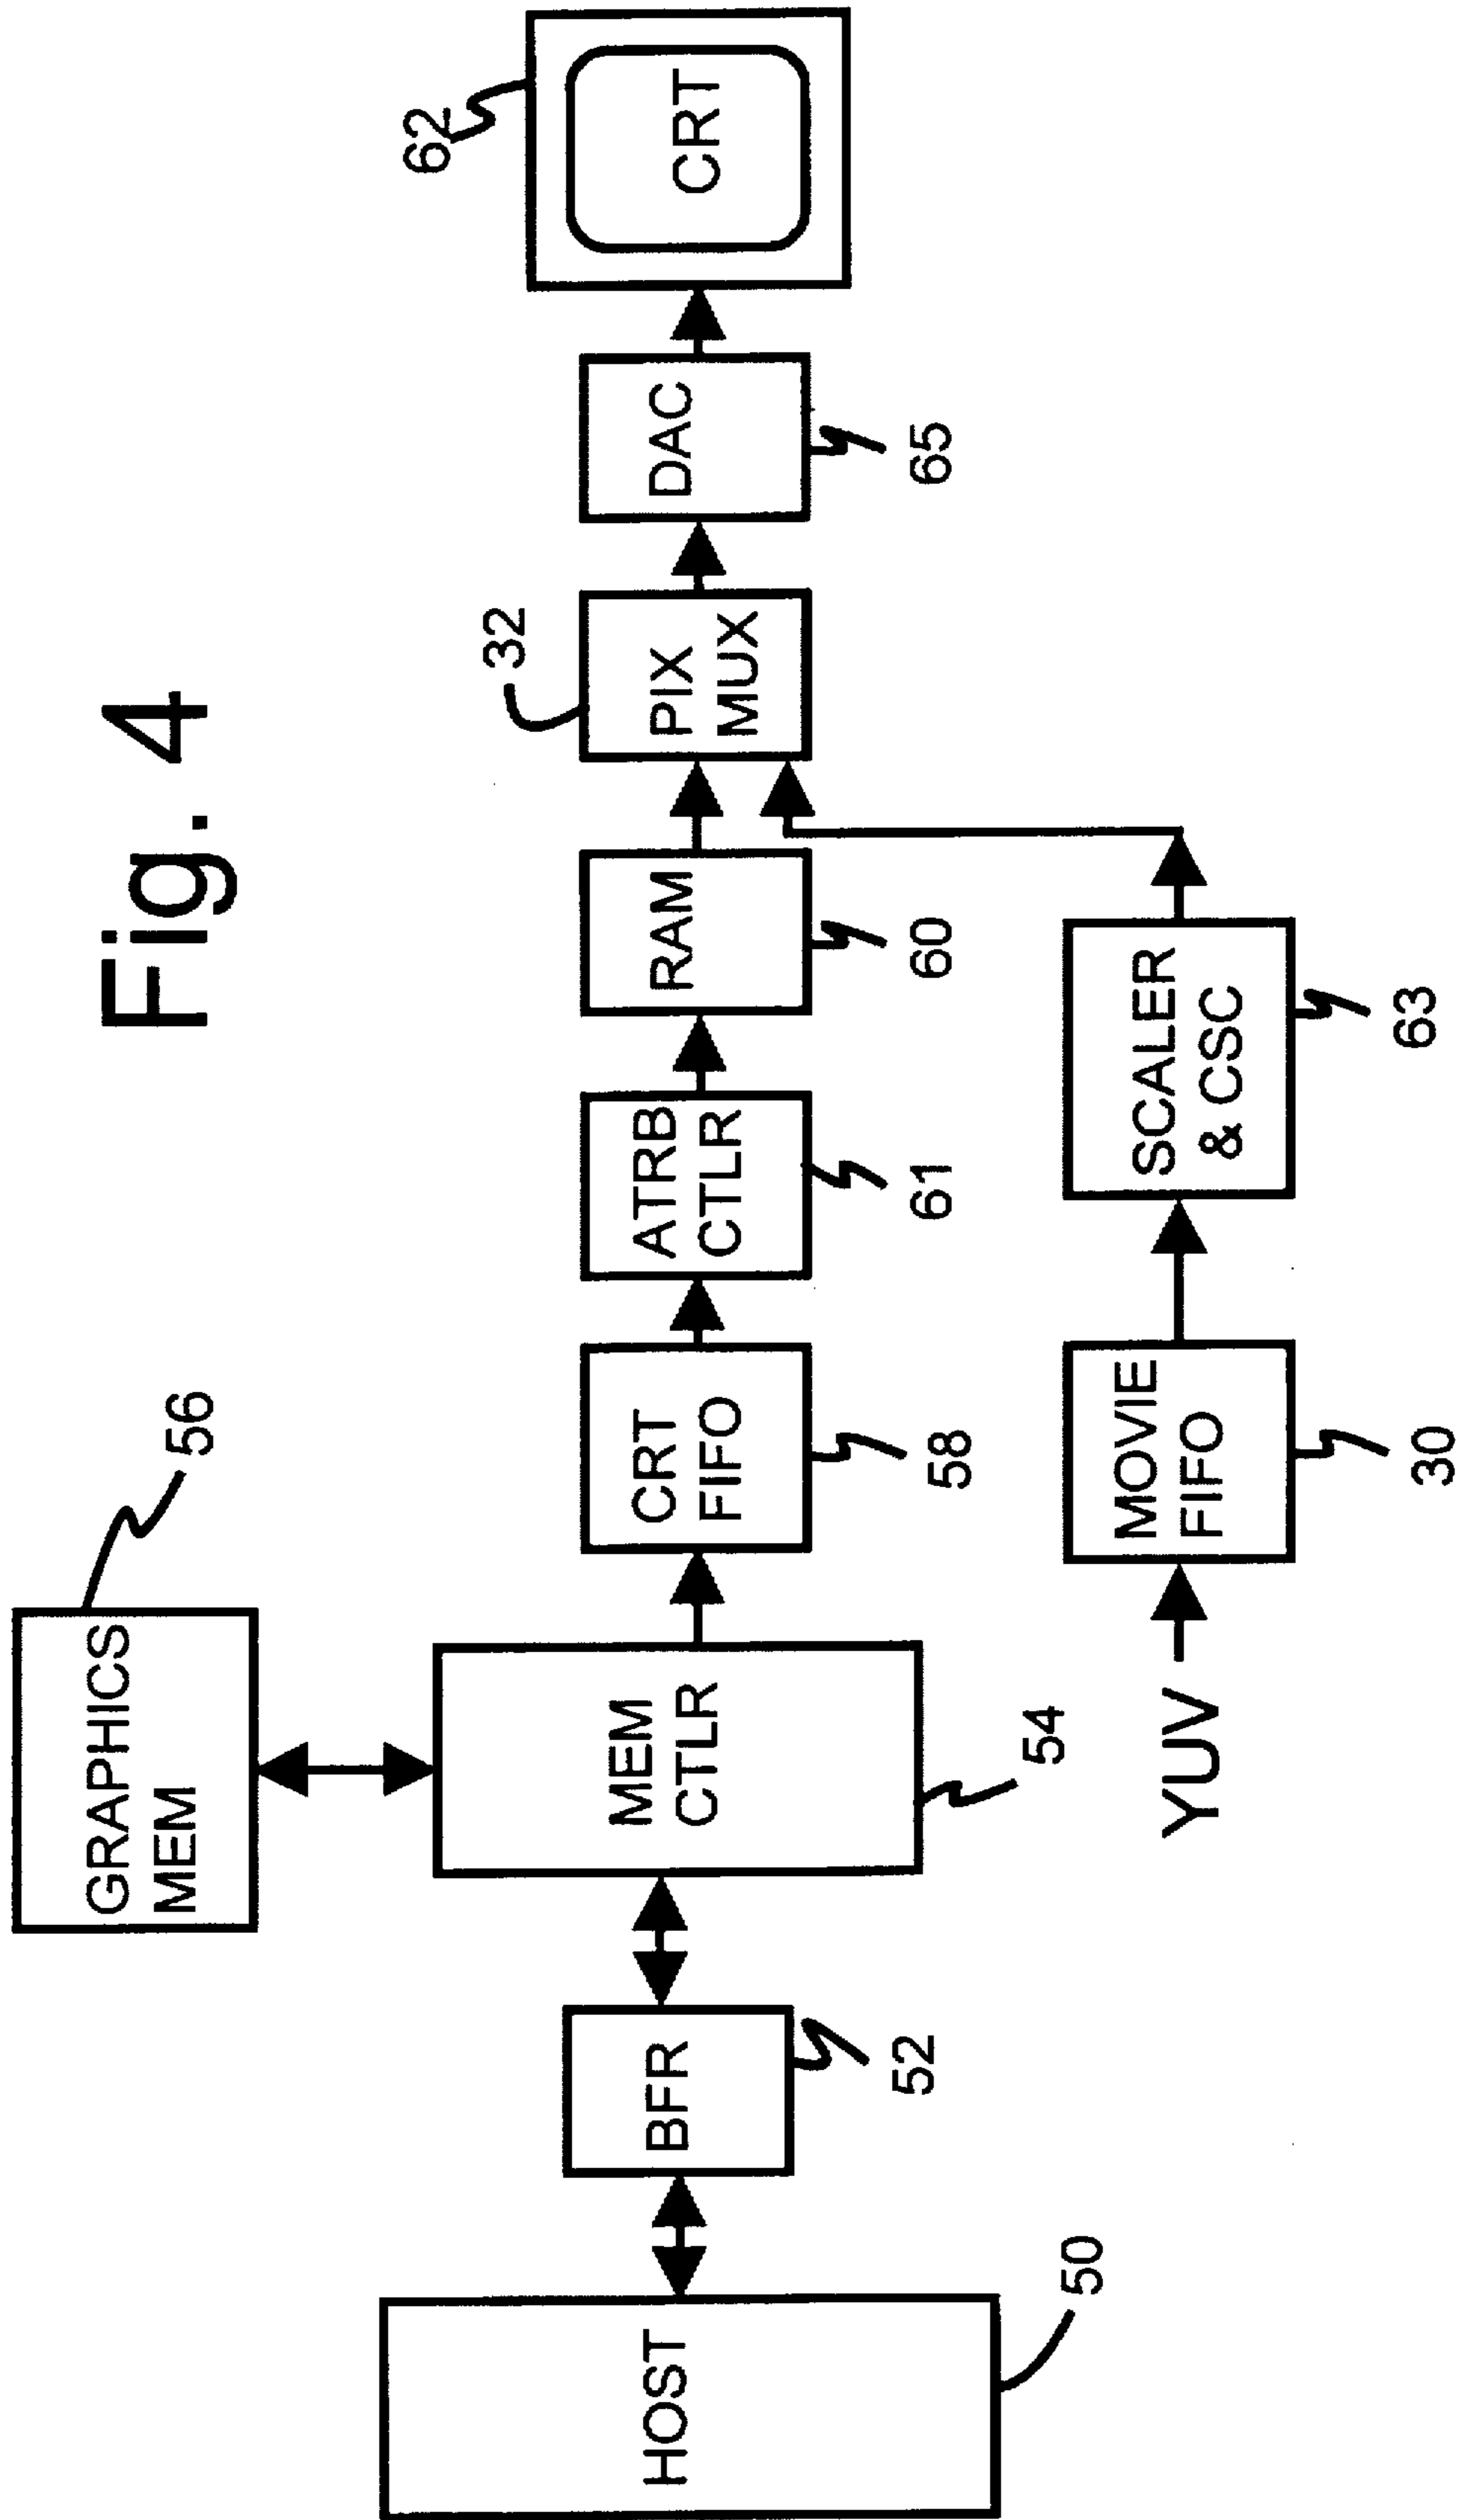 Fig. 4
56
GRAPHICS
MEM
62
CRT
32
HOST
50
BFR
52
MEM
CTLR
54
CRT
FIFO
58
ATRB
CTLR
61
RAM
60
PIX
MUX
DAC
65
YUV
MOVIE
FIFO
30
SCALER
& CSC
63